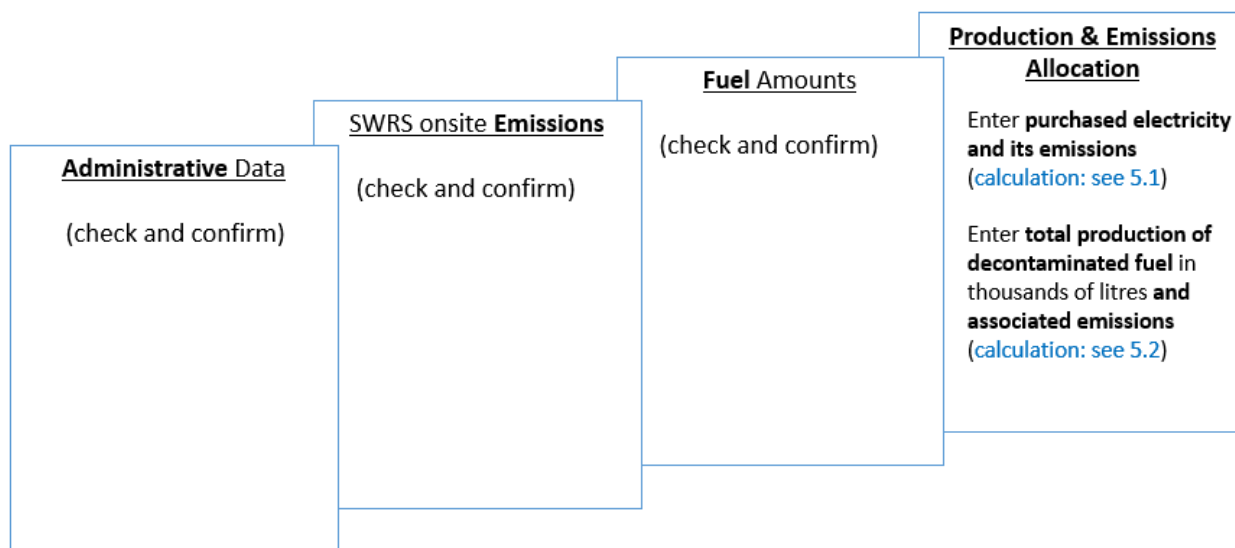 Administrative Data
(check and confirm)
SWRS onsite Emissions
(check and confirm)
Fuel Amounts
(check and confirm)
Production & Emissions
Allocation
Enter purchased electricity
and its emissions
(calculation: see 5.1)
Enter total production of
decontaminated fuel in
thousands of litres and
associated emissions
(calculation: see 5.2)